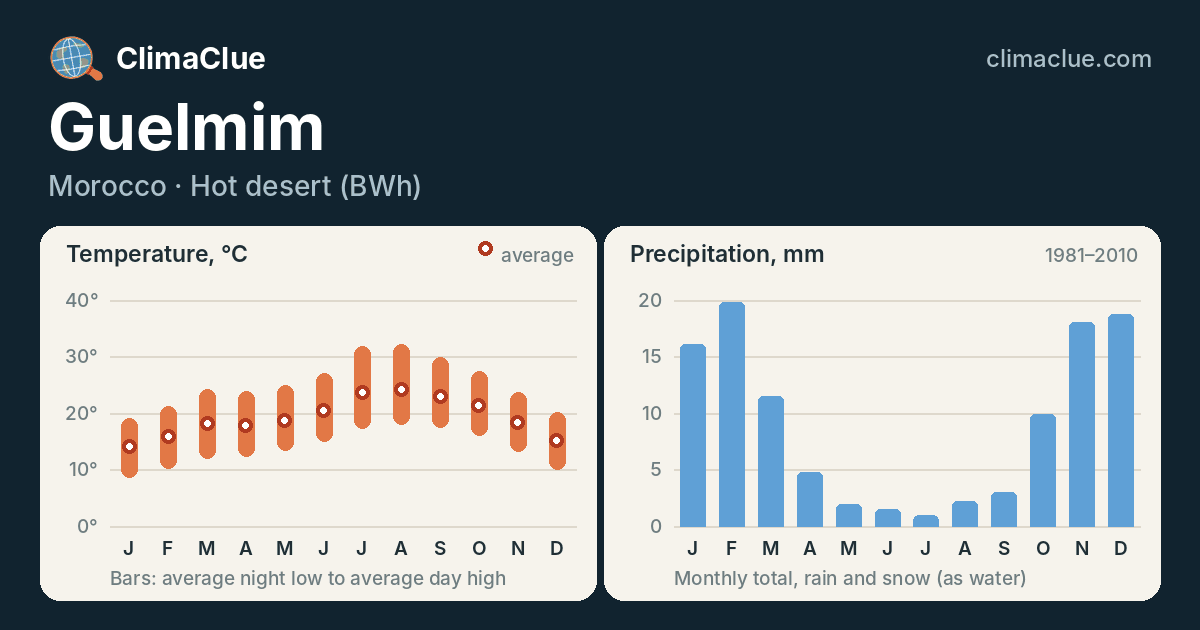 ClimaClue
climaclue.com
Guelmim
Morocco · Hot desert (BWh)
Temperature, °C
average
40°
30°
20°
10°
0°
J F M A M J J A S O N D
Bars: average night low to average day high
Precipitation, mm
1981–2010
20
15
10
5
0
J F M A M J J A S O N D
Monthly total, rain and snow (as water)